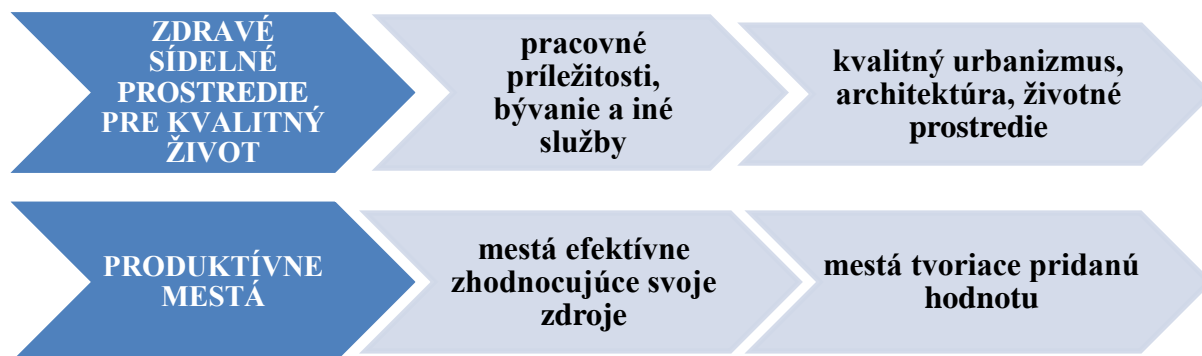 ZDRAVÉ
SÍDELNÉ
PROSTREDIE
PRE KVALITNÝ
ŽIVOT
pracovné
príležitosti,
bývanie a iné
služby
kvalitný urbanizmus,
architektúra, životné
prostredie
PRODUKTÍVNE
MESTÁ
mestá efektívne
zhodnocujúce svoje
zdroje
mestá tvoriace pridanú
hodnotu